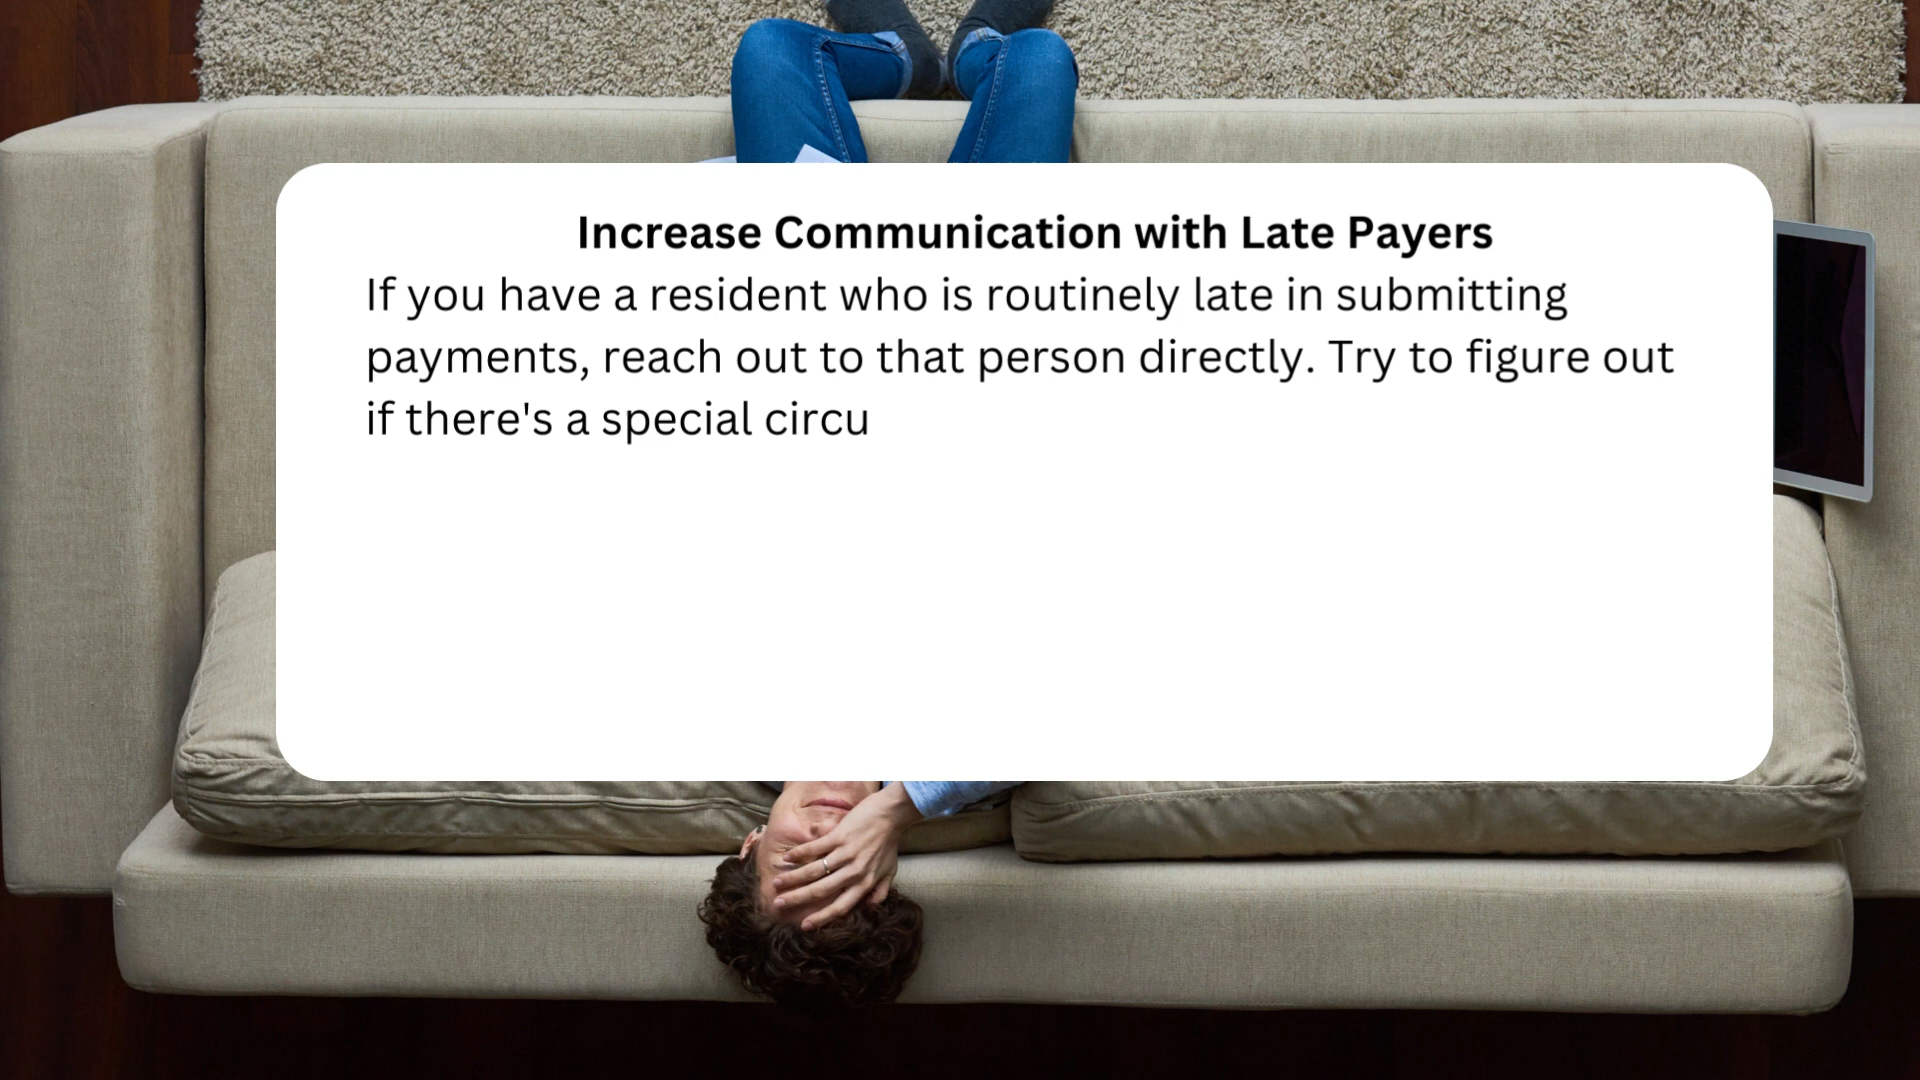 Increase Communication with Late Payers
If you have a resident who is routinely late in submitting
payments, reach out to that person directly. Try to figure out
if there's a special circu